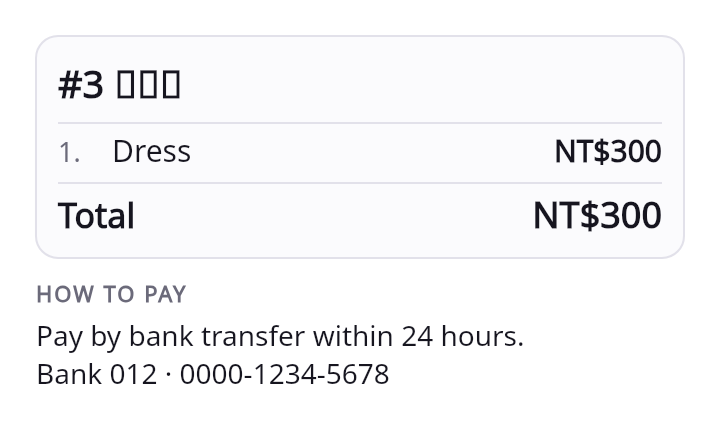 #3
1. Dress NT$300
Total NT$300
HOW TO PAY
Pay by bank transfer within 24 hours.
Bank 012 · 0000-1234-5678